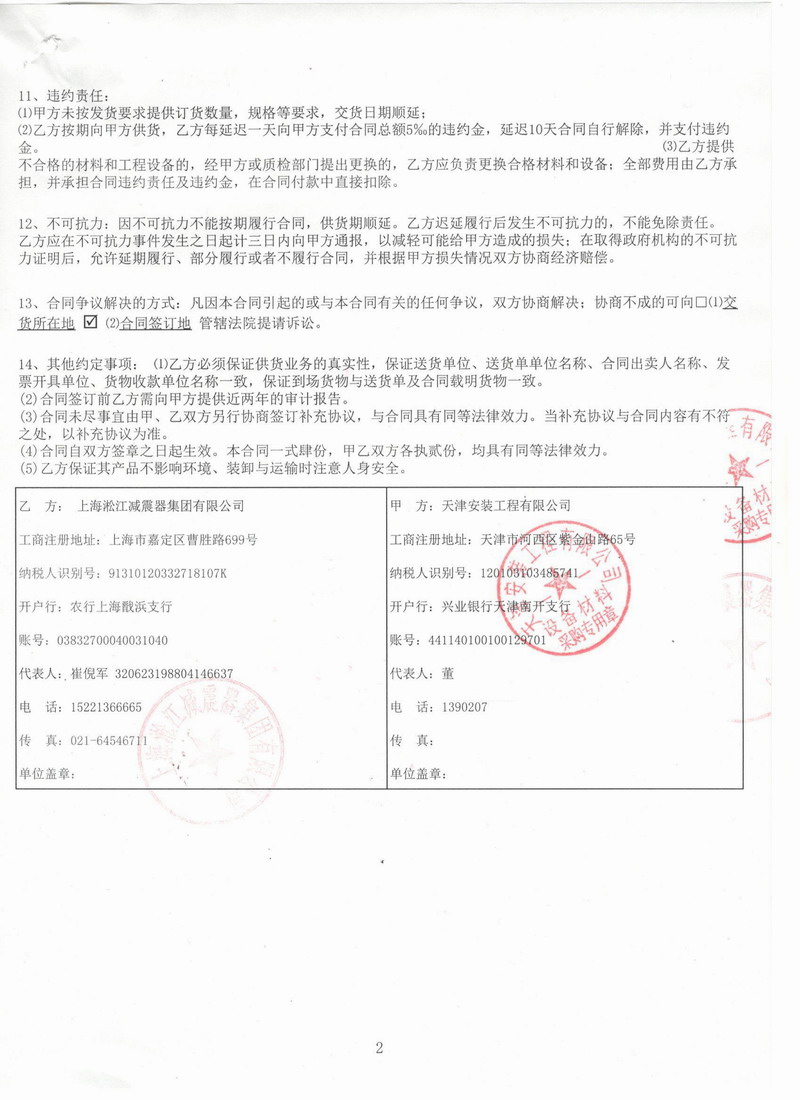 11、违约责任：
⑴甲方未按发货要求提供订货数量，规格等要求，交货日期顺延；
⑵乙方按期向甲方供货，乙方每延迟一天向甲方支付合同总额5‰的违约金，延迟10天合同自行解除，并支付违约
金。 ⑶乙方提供
不合格的材料和工程设备的，经甲方或质检部门提出更换的，乙方应负责更换合格材料和设备；全部费用由乙方承
担，并承担合同违约责任及违约金，在合同付款中直接扣除。
12、不可抗力：因不可抗力不能按期履行合同，供货期顺延。乙方迟延履行后发生不可抗力的，不能免除责任。
乙方应在不可抗力事件发生之日起计三日内向甲方通报，以减轻可能给甲方造成的损失；在取得政府机构的不可抗
力证明后，允许延期履行、部分履行或者不履行合同，并根据甲方损失情况双方协商经济赔偿。
13、合同争议解决的方式：凡因本合同引起的或与本合同有关的任何争议，双方协商解决；协商不成的可向☐⑴交
货所在地 ☑ ⑵合同签订地 管辖法院提请诉讼。
14、其他约定事项：⑴乙方必须保证供货业务的真实性，保证送货单位、送货单单位名称、合同出卖人名称、发
票开具单位、货物收款单位名称一致，保证到场货物与送货单及合同载明货物一致。
(2)合同签订前乙方需向甲方提供近两年的审计报告。
(3)合同未尽事宜由甲、乙双方另行协商签订补充协议，与合同具有同等法律效力。当补充协议与合同内容有不符
之处，以补充协议为准。
(4)合同自双方签章之日起生效。本合同一式肆份，甲乙双方各执贰份，均具有同等法律效力。
(5)乙方保证其产品不影响环境、装卸与运输时注意人身安全。
乙 方：上海淞江减震器集团有限公司
工商注册地址：上海市嘉定区曹胜路699号
纳税人识别号：91310120332718107K
开户行：农行上海戬浜支行
账号：03832700040031040
代表人：崔倪军 320623198804146637
电 话：15221366665
传 真：021-64546711
单位盖章：
上海淞江减震器集团有限公司
甲 方：天津安装工程有限公司
工商注册地址：天津市河西区紫金山路65号
纳税人识别号：120103103485741
开户行：兴业银行天津南开支行
账号：441140100100129701
代表人：董
电 话：1390207
传 真：
单位盖章：
天津安装工程有限公司
设备材料
采购专用章
有限
设备材
采购专用
器集
2